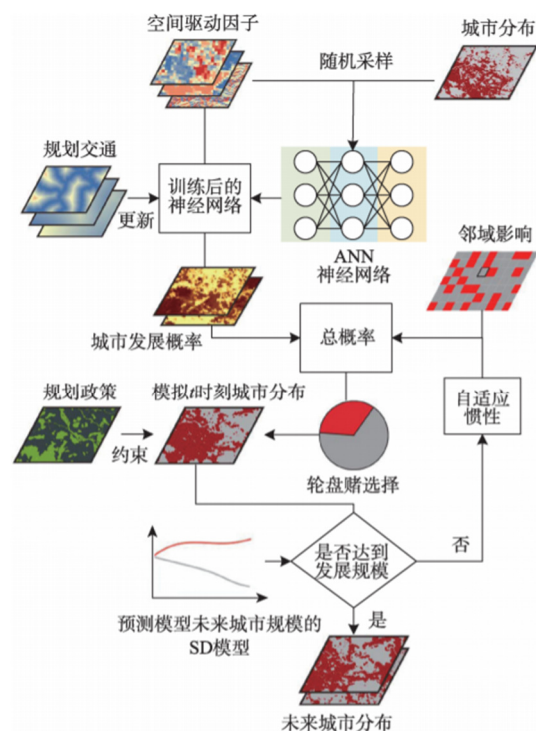 空间驱动因子
城市分布
随机采样
规划交通
更新
训练后的
神经网络
ANN
神经网络
邻域影响
城市发展概率
总概率
规划政策
约束
模拟t时刻城市分布
自适应
惯性
轮盘赌选择
是否达到
发展规模
否
是
预测模型未来城市规模的
SD模型
未来城市分布